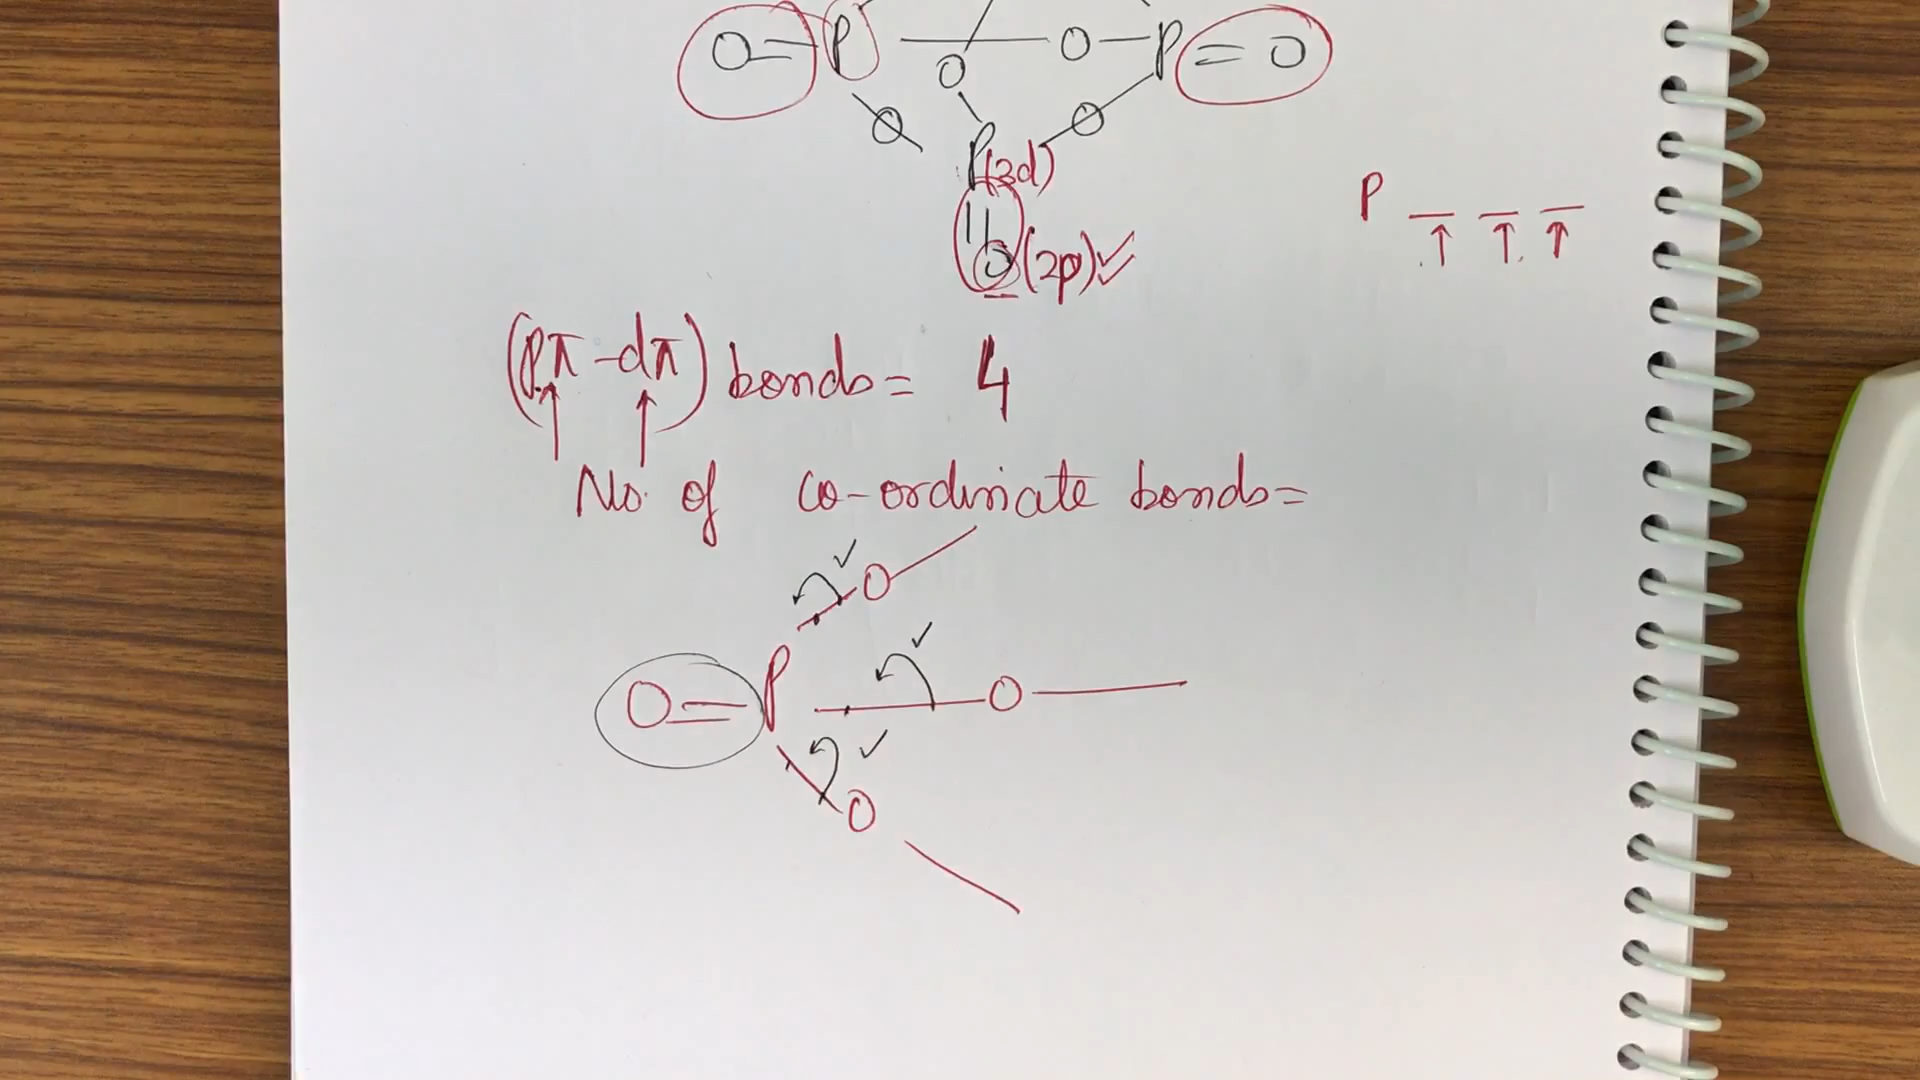 O=P—O—P=O
O O O
P(3d)
P ↑ ↑ ↑
O(2p)✓
(pπ-dπ) bonds= 4
No. of co-ordinate bonds=
✓ O
✓
O=P—O—
✓
O